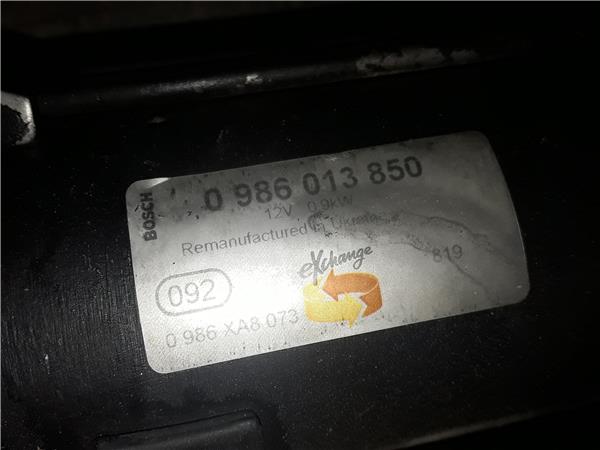 BOSCH
0 986 013 850
12V 0.9kW
Remanufactured
eXchange
819
092
0 986 XA8 073